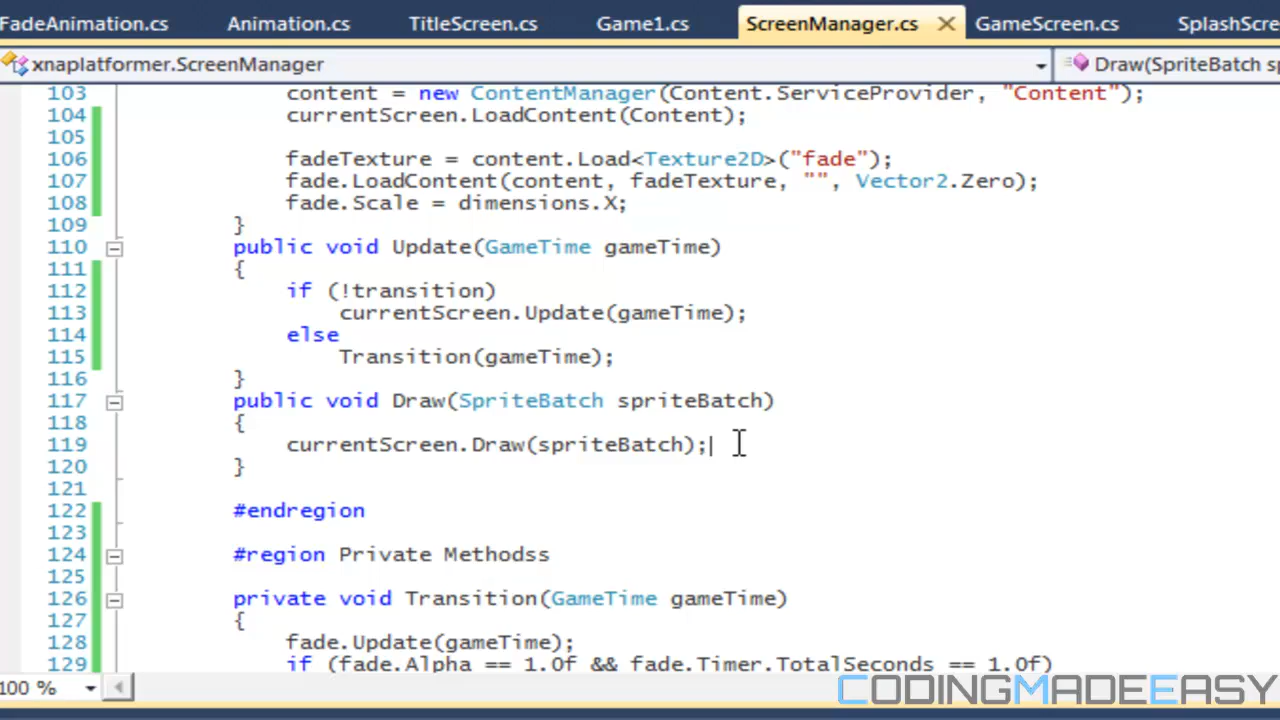 FadeAnimation.cs Animation.cs TitleScreen.cs Game1.cs ScreenManager.cs GameScreen.cs SplashScre
xnaplatformer.ScreenManager Draw(SpriteBatch sp
103 content = new ContentManager(Content.ServiceProvider, "Content");
104 currentScreen.LoadContent(Content);
105
106 fadeTexture = content.Load<Texture2D>("fade");
107 fade.LoadContent(content, fadeTexture, "", Vector2.Zero);
108 fade.Scale = dimensions.X;
109 }
110 public void Update(GameTime gameTime)
111 {
112 if (!transition)
113 currentScreen.Update(gameTime);
114 else
115 Transition(gameTime);
116 }
117 public void Draw(SpriteBatch spriteBatch)
118 {
119 currentScreen.Draw(spriteBatch);
120 }
121
122 #endregion
123
124 #region Private Methodss
125
126 private void Transition(GameTime gameTime)
127 {
128 fade.Update(gameTime);
129 if (fade.Alpha == 1.0f && fade.Timer.TotalSeconds == 1.0f)
100 %
CODINGMADEEASY